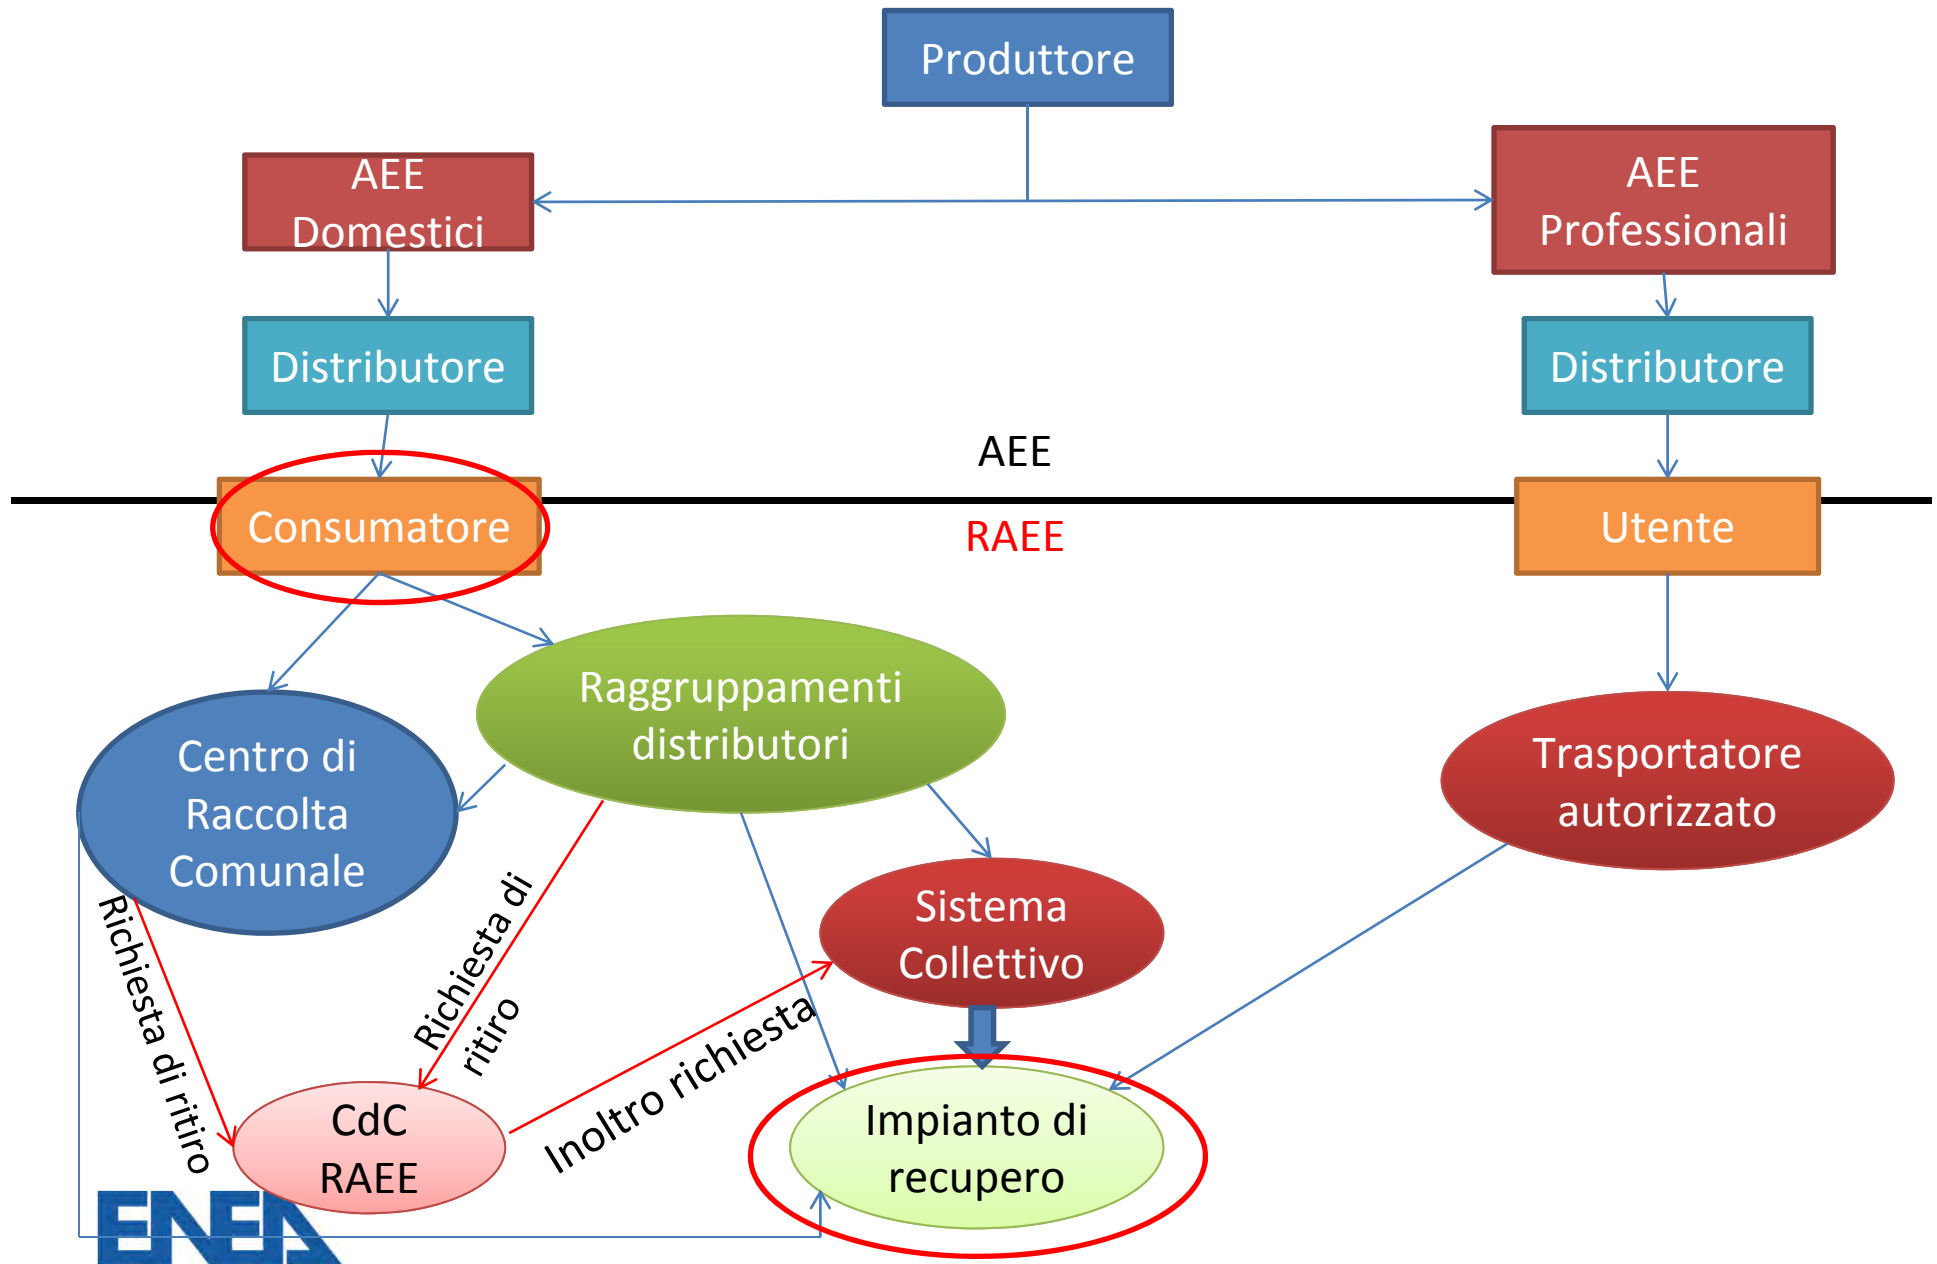 Produttore
AEE
Domestici
AEE
Professionali
Distributore
Distributore
AEE
Consumatore
RAEE
Utente
Raggruppamenti
distributori
Centro di
Raccolta
Comunale
Trasportatore
autorizzato
Sistema
Collettivo
Richiesta di ritiro
Richiesta di
ritiro
Inoltro richiesta
CdC
RAEE
Impianto di
recupero
ENEA